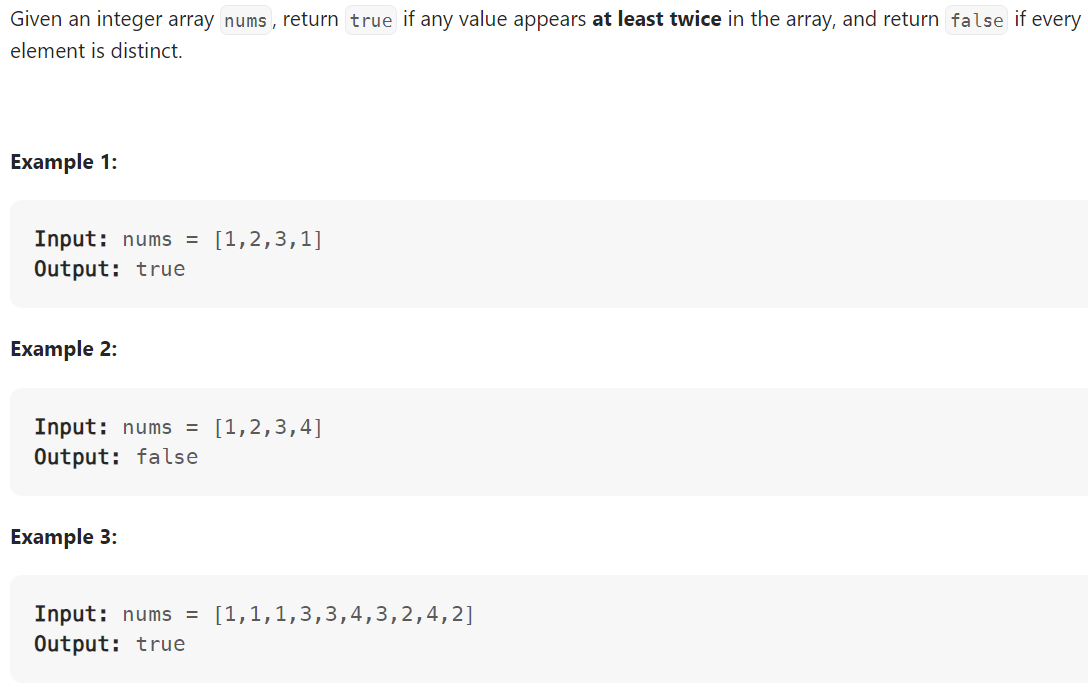 Given an integer array nums, return true if any value appears at least twice in the array, and return false if every
element is distinct.
Example 1:
Input: nums = [1,2,3,1]
Output: true
Example 2:
Input: nums = [1,2,3,4]
Output: false
Example 3:
Input: nums = [1,1,1,3,3,4,3,2,4,2]
Output: true